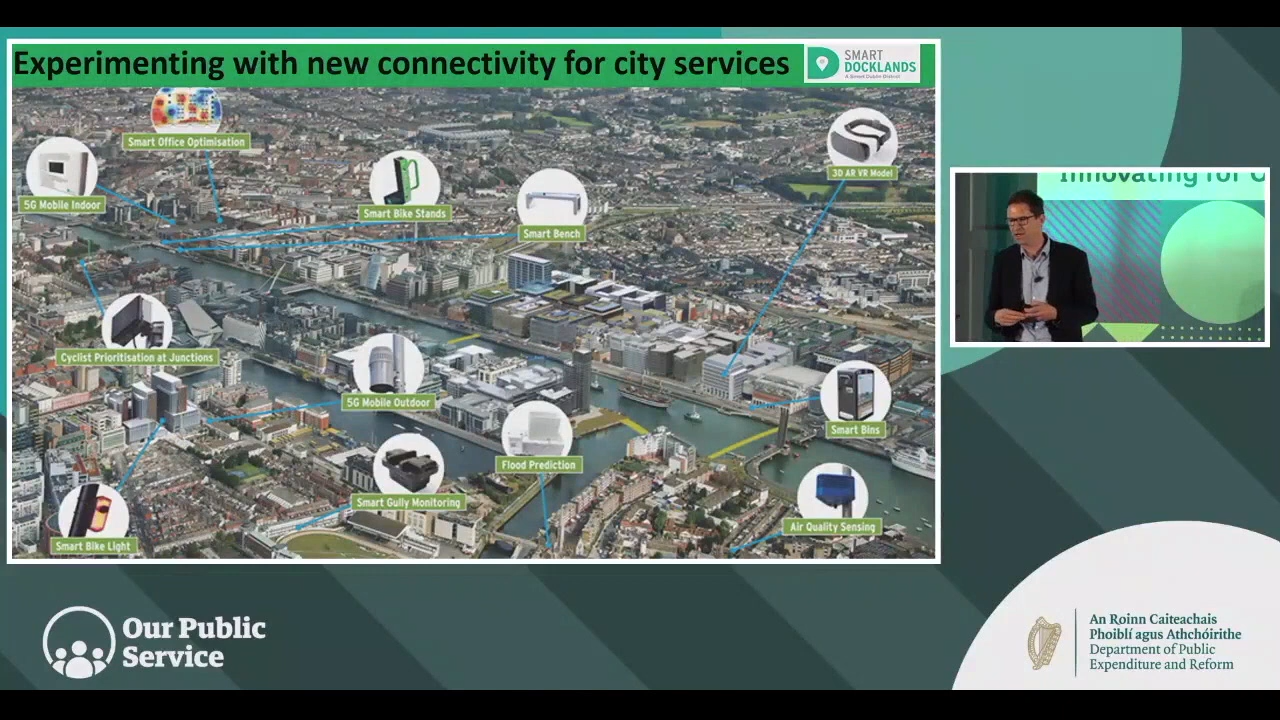 Experimenting with new connectivity for city services
SMART
DOCKLANDS
A Smart Dublin District
Smart Office Optimisation
5G Mobile Indoor
Smart Bike Stands
Smart Bench
3D AR VR Model
Innovating for
Cyclist Prioritisation at Junctions
5G Mobile Outdoor
Smart Bins
Flood Prediction
Smart Gully Monitoring
Air Quality Sensing
Smart Bike Light
Our Public
Service
An Roinn Caiteachais
Phoiblí agus Athchóirithe
Department of Public
Expenditure and Reform